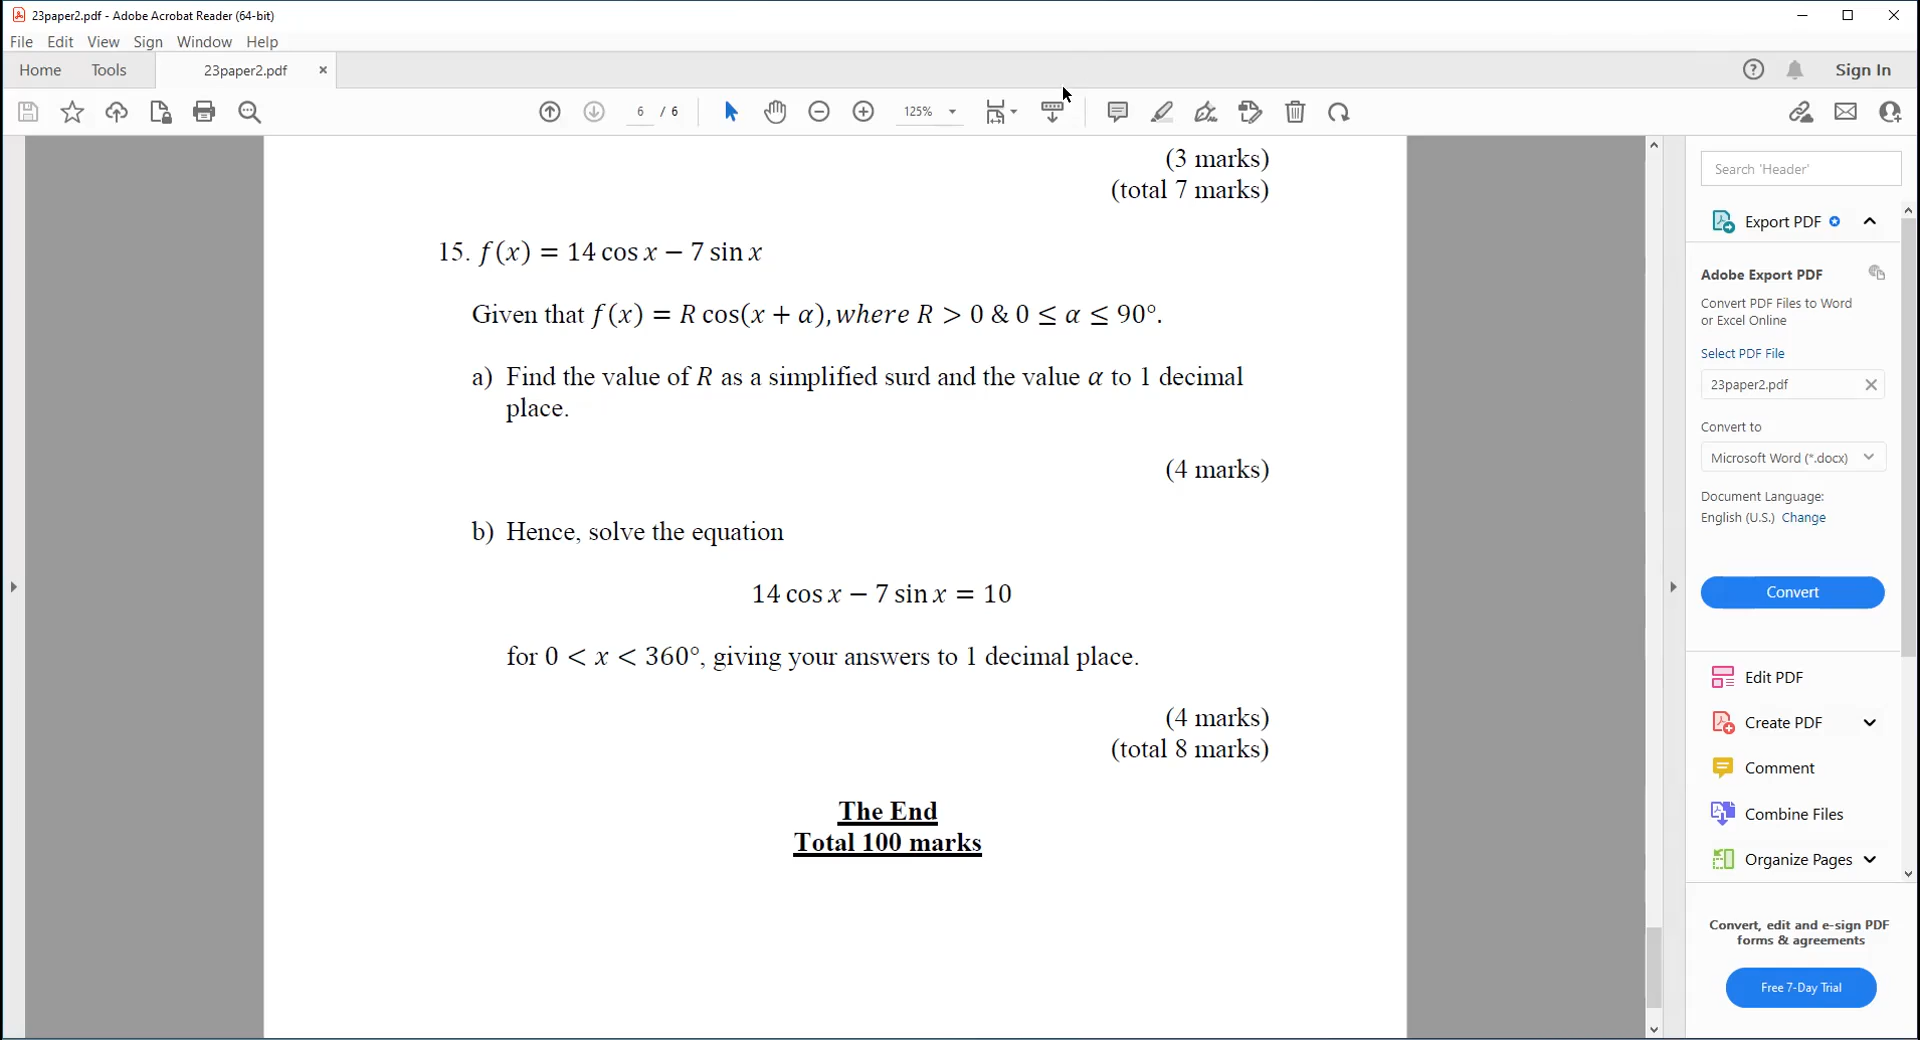 23paper2.pdf - Adobe Acrobat Reader (64-bit)
File Edit View Sign Window Help
Home Tools 23paper2.pdf × Sign In
6 / 6 125%
(3 marks)
(total 7 marks)
15. f(x) = 14 cos x − 7 sin x
Given that f(x) = R cos(x + α), where R > 0 & 0 ≤ α ≤ 90°.
a) Find the value of R as a simplified surd and the value α to 1 decimal
place.
(4 marks)
b) Hence, solve the equation
14 cos x − 7 sin x = 10
for 0 < x < 360°, giving your answers to 1 decimal place.
(4 marks)
(total 8 marks)
The End
Total 100 marks
Search 'Header'
Export PDF
Adobe Export PDF
Convert PDF Files to Word
or Excel Online
Select PDF File
23paper2.pdf
Convert to
Microsoft Word (*.docx)
Document Language:
English (U.S.) Change
Convert
Edit PDF
Create PDF
Comment
Combine Files
Organize Pages
Convert, edit and e-sign PDF
forms & agreements
Free 7-Day Trial